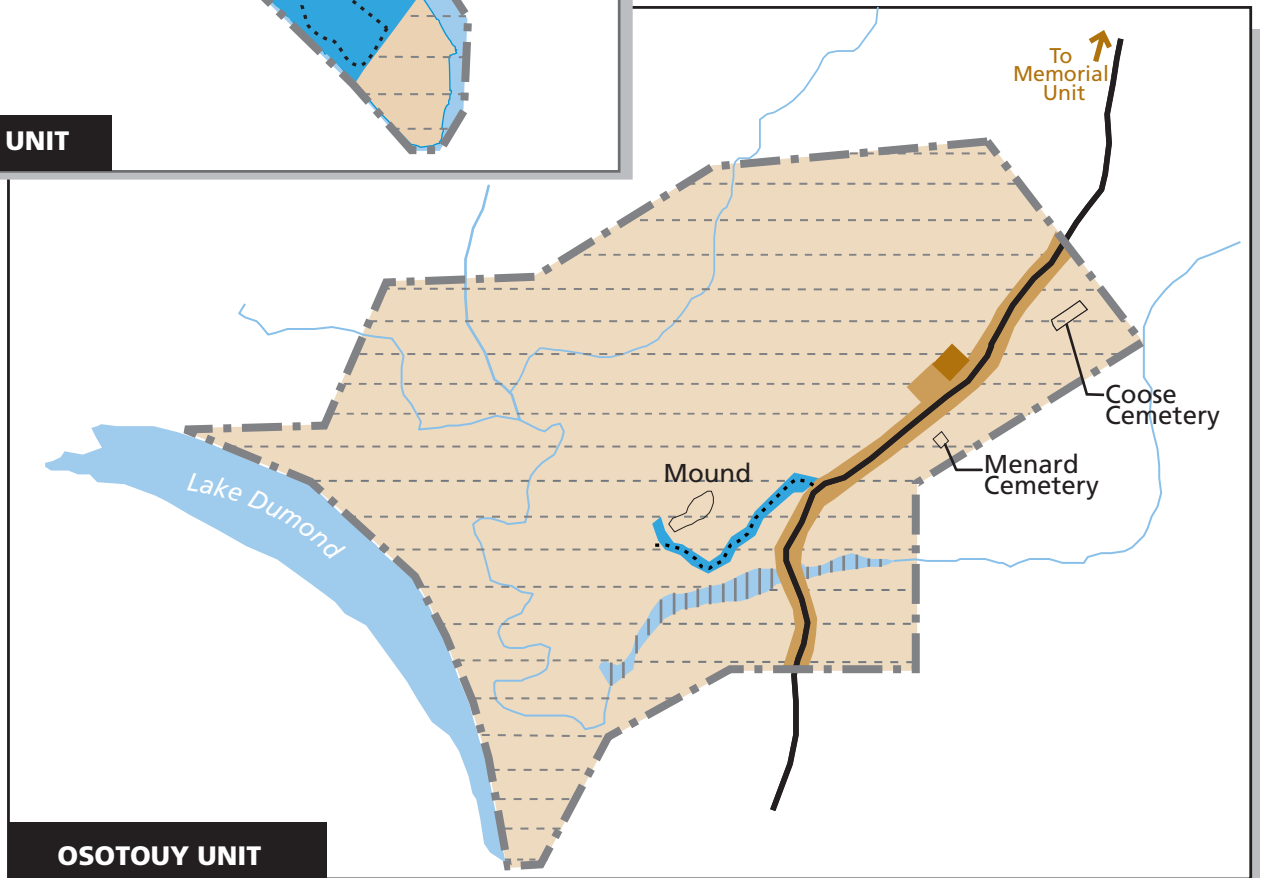 UNIT
To
Memorial
Unit
Coose
Cemetery
Menard
Cemetery
Mound
Lake Dumond
OSOTOUY UNIT